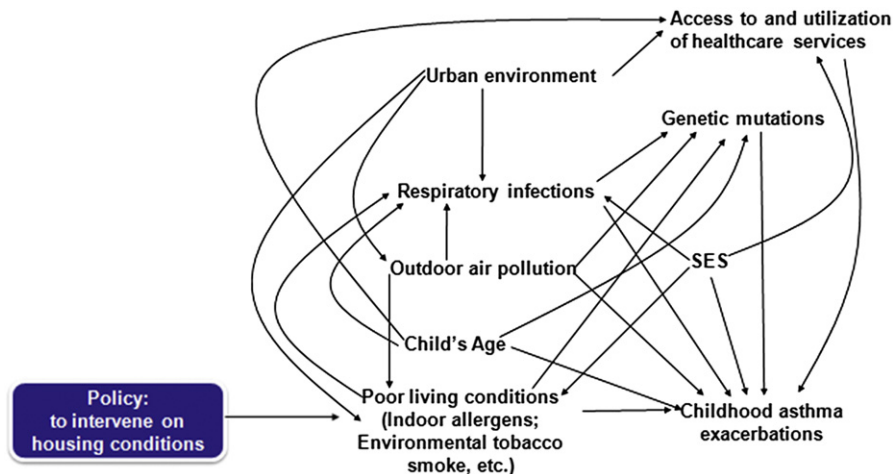 Access to and utilization
of healthcare services
Urban environment
Genetic mutations
Respiratory infections
Outdoor air pollution
SES
Child's Age
Policy:
to intervene on
housing conditions
Poor living conditions
(Indoor allergens;
Environmental tobacco
smoke, etc.)
Childhood asthma
exacerbations